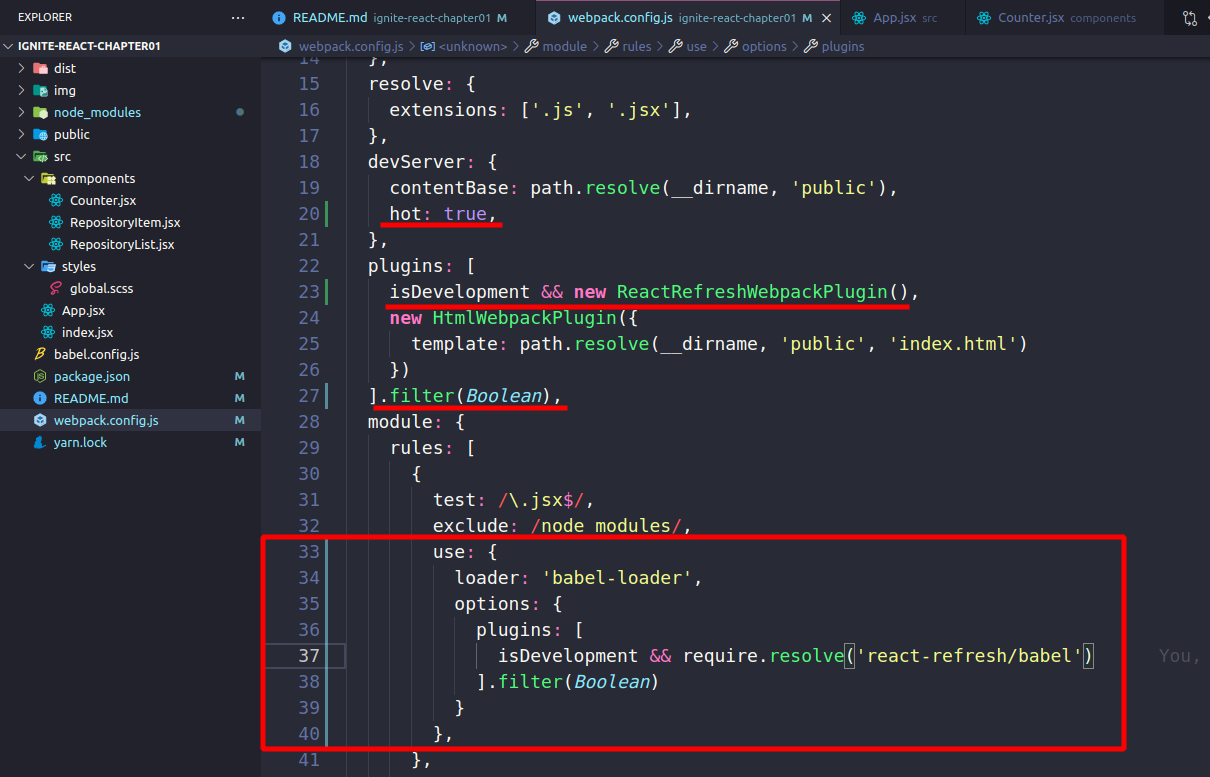 EXPLORER
···
README.md ignite-react-chapter01 M
webpack.config.js ignite-react-chapter01 M
App.jsx src
Counter.jsx components
IGNITE-REACT-CHAPTER01
webpack.config.js > <unknown> > module > rules > use > options > plugins
dist
img
node_modules
public
src
components
Counter.jsx
RepositoryItem.jsx
RepositoryList.jsx
styles
global.scss
App.jsx
index.jsx
babel.config.js
package.json M
README.md M
webpack.config.js M
yarn.lock M
14 },
15 resolve: {
16 extensions: ['.js', '.jsx'],
17 },
18 devServer: {
19 contentBase: path.resolve(__dirname, 'public'),
20 hot: true,
21 },
22 plugins: [
23 isDevelopment && new ReactRefreshWebpackPlugin(),
24 new HtmlWebpackPlugin({
25 template: path.resolve(__dirname, 'public', 'index.html')
26 })
27 ].filter(Boolean),
28 module: {
29 rules: [
30 {
31 test: /\.jsx$/,
32 exclude: /node_modules/,
33 use: {
34 loader: 'babel-loader',
35 options: {
36 plugins: [
37 isDevelopment && require.resolve('react-refresh/babel') You,
38 ].filter(Boolean)
39 }
40 },
41 },